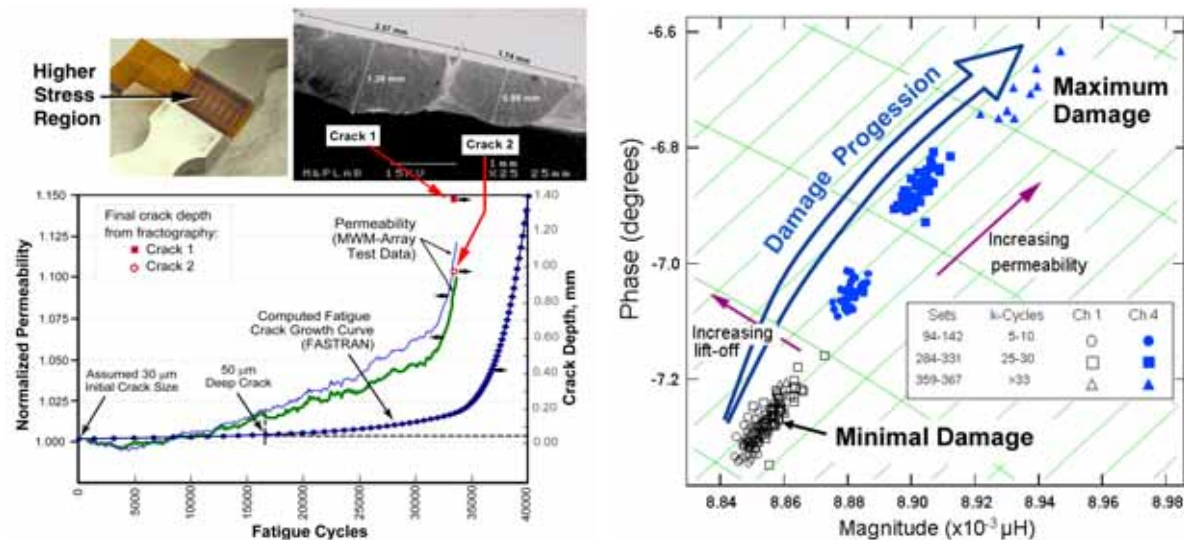 Higher
Stress
Region
2.57 mm
1.74 mm
Crack 1
Crack 2
1mm
M&PLaB 15KV X25 25mm
Normalized Permeability
1.150
1.125
1.100
1.075
1.050
1.025
1.000
0.975
Final crack depth
from fractography:
Crack 1
Crack 2
Permeability
(MWM-Array
Test Data)
Computed Fatigue
Crack Growth Curve
(FASTRAN)
Assumed 30 µm
Initial Crack Size
50 µm
Deep Crack
1.40
1.20
1.00
0.80
0.60
0.40
0.20
0.00
Crack Depth, mm
0
5000
10000
15000
20000
25000
30000
35000
40000
Fatigue Cycles
Phase (degrees)
-6.6
-6.8
-7.0
-7.2
Damage Progession
Maximum
Damage
Increasing
permeability
Increasing
lift-off
Minimal Damage
Sets k-Cycles Ch 1 Ch 4
94-142 5-10
284-331 25-30
359-367 >33
8.84 8.86 8.88 8.90 8.92 8.94 8.96 8.98
Magnitude (x10-3 µH)